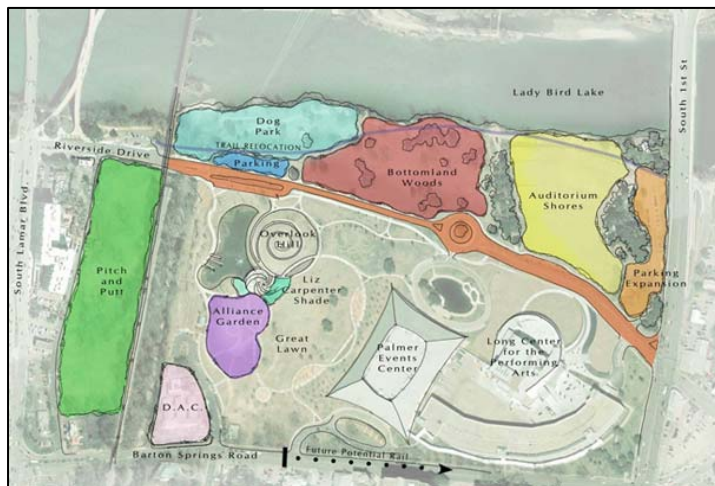 Lady Bird Lake
South 1st St
Dog
Park
TRAIL RELOCATION
Riverside Drive
Parking
Bottomland
Woods
Auditorium
Shores
South Lamar Blvd
Pitch
and
Putt
Overlook
Hill
Liz
Carpenter
Shade
Parking
Expansion
Alliance
Garden
Great
Lawn
Palmer
Events
Center
Long Center
for the
Performing
Arts
D.A.C.
Barton Springs Road
Future Potential Rail